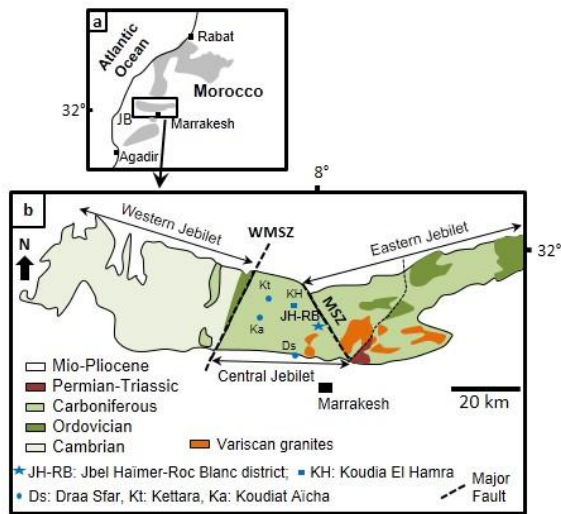 a
Atlantic
Ocean
Rabat
Morocco
32°
JB
Marrakesh
Agadir
8°
b
Western Jebilet
WMSZ
Eastern Jebilet
32°
N
Kt
KH
JH-RB
MSZ
Ka
Ds
Central Jebilet
Marrakesh
Mio-Pliocene
Permian-Triassic
Carboniferous
Ordovician
Cambrian
Variscan granites
20 km
JH-RB: Jbel Haïmer-Roc Blanc district; KH: Koudia El Hamra
Ds: Draa Sfar, Kt: Kettara, Ka: Koudiat Aïcha
Major
Fault